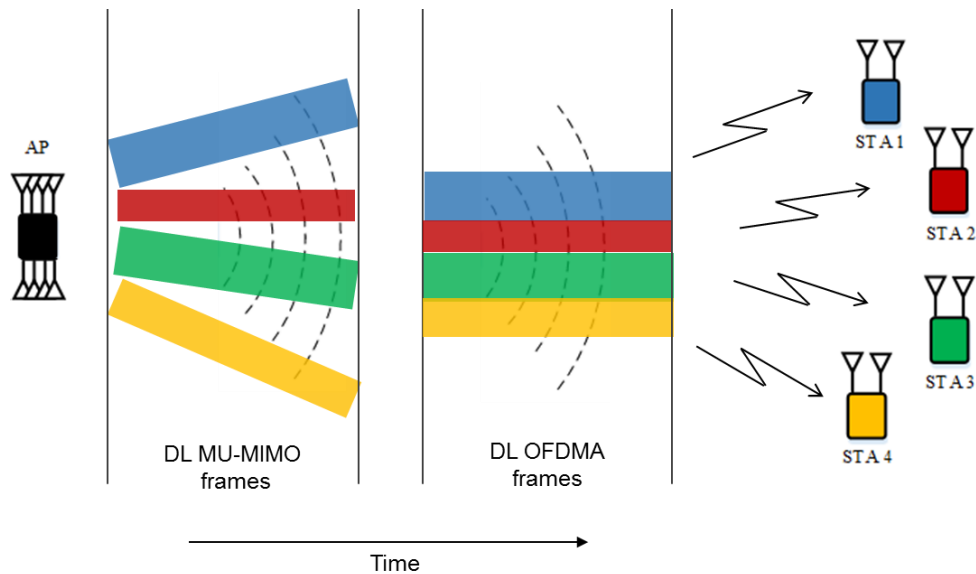 AP
DL MU-MIMO
frames
DL OFDMA
frames
STA 1
STA 2
STA 3
STA 4
Time